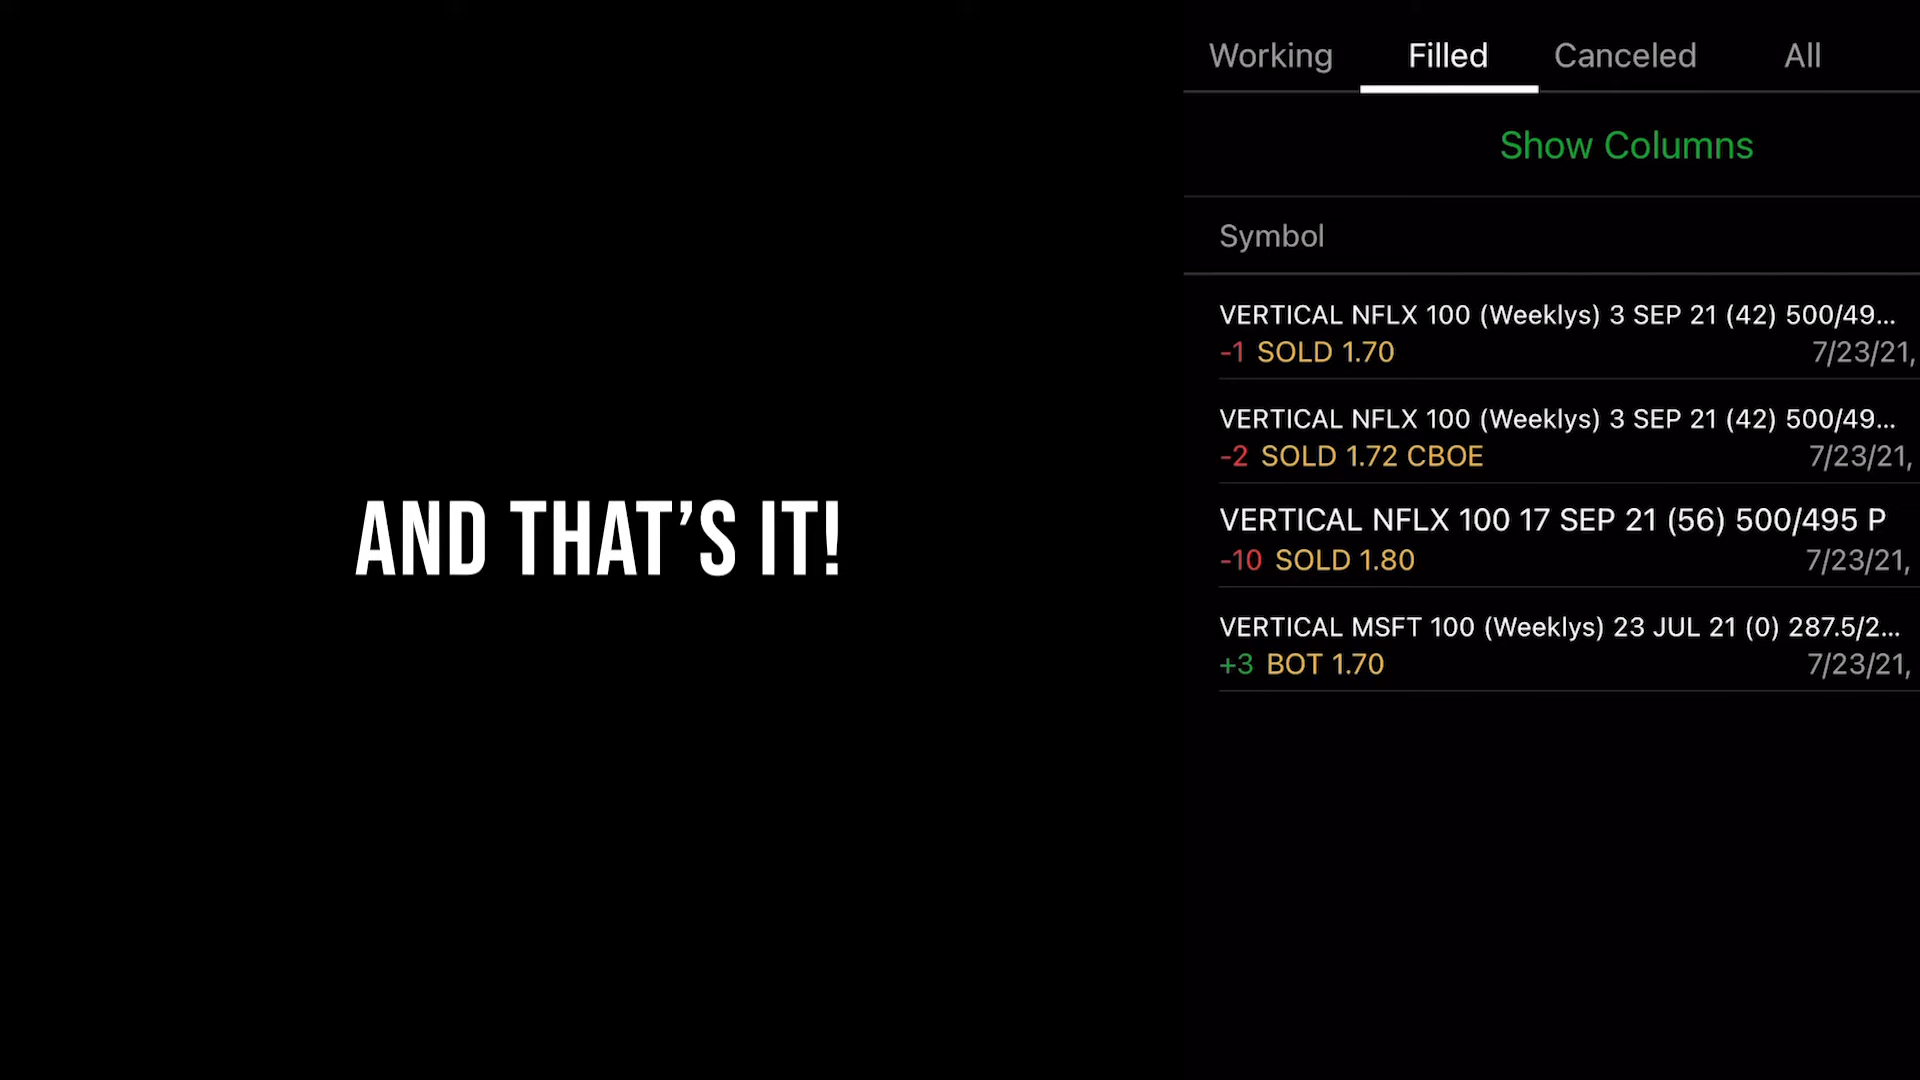 AND THAT'S IT!
Working Filled Canceled All
Show Columns
Symbol
VERTICAL NFLX 100 (Weeklys) 3 SEP 21 (42) 500/49...
-1 SOLD 1.70 7/23/21,
VERTICAL NFLX 100 (Weeklys) 3 SEP 21 (42) 500/49...
-2 SOLD 1.72 CBOE 7/23/21,
VERTICAL NFLX 100 17 SEP 21 (56) 500/495 P
-10 SOLD 1.80 7/23/21,
VERTICAL MSFT 100 (Weeklys) 23 JUL 21 (0) 287.5/2...
+3 BOT 1.70 7/23/21,